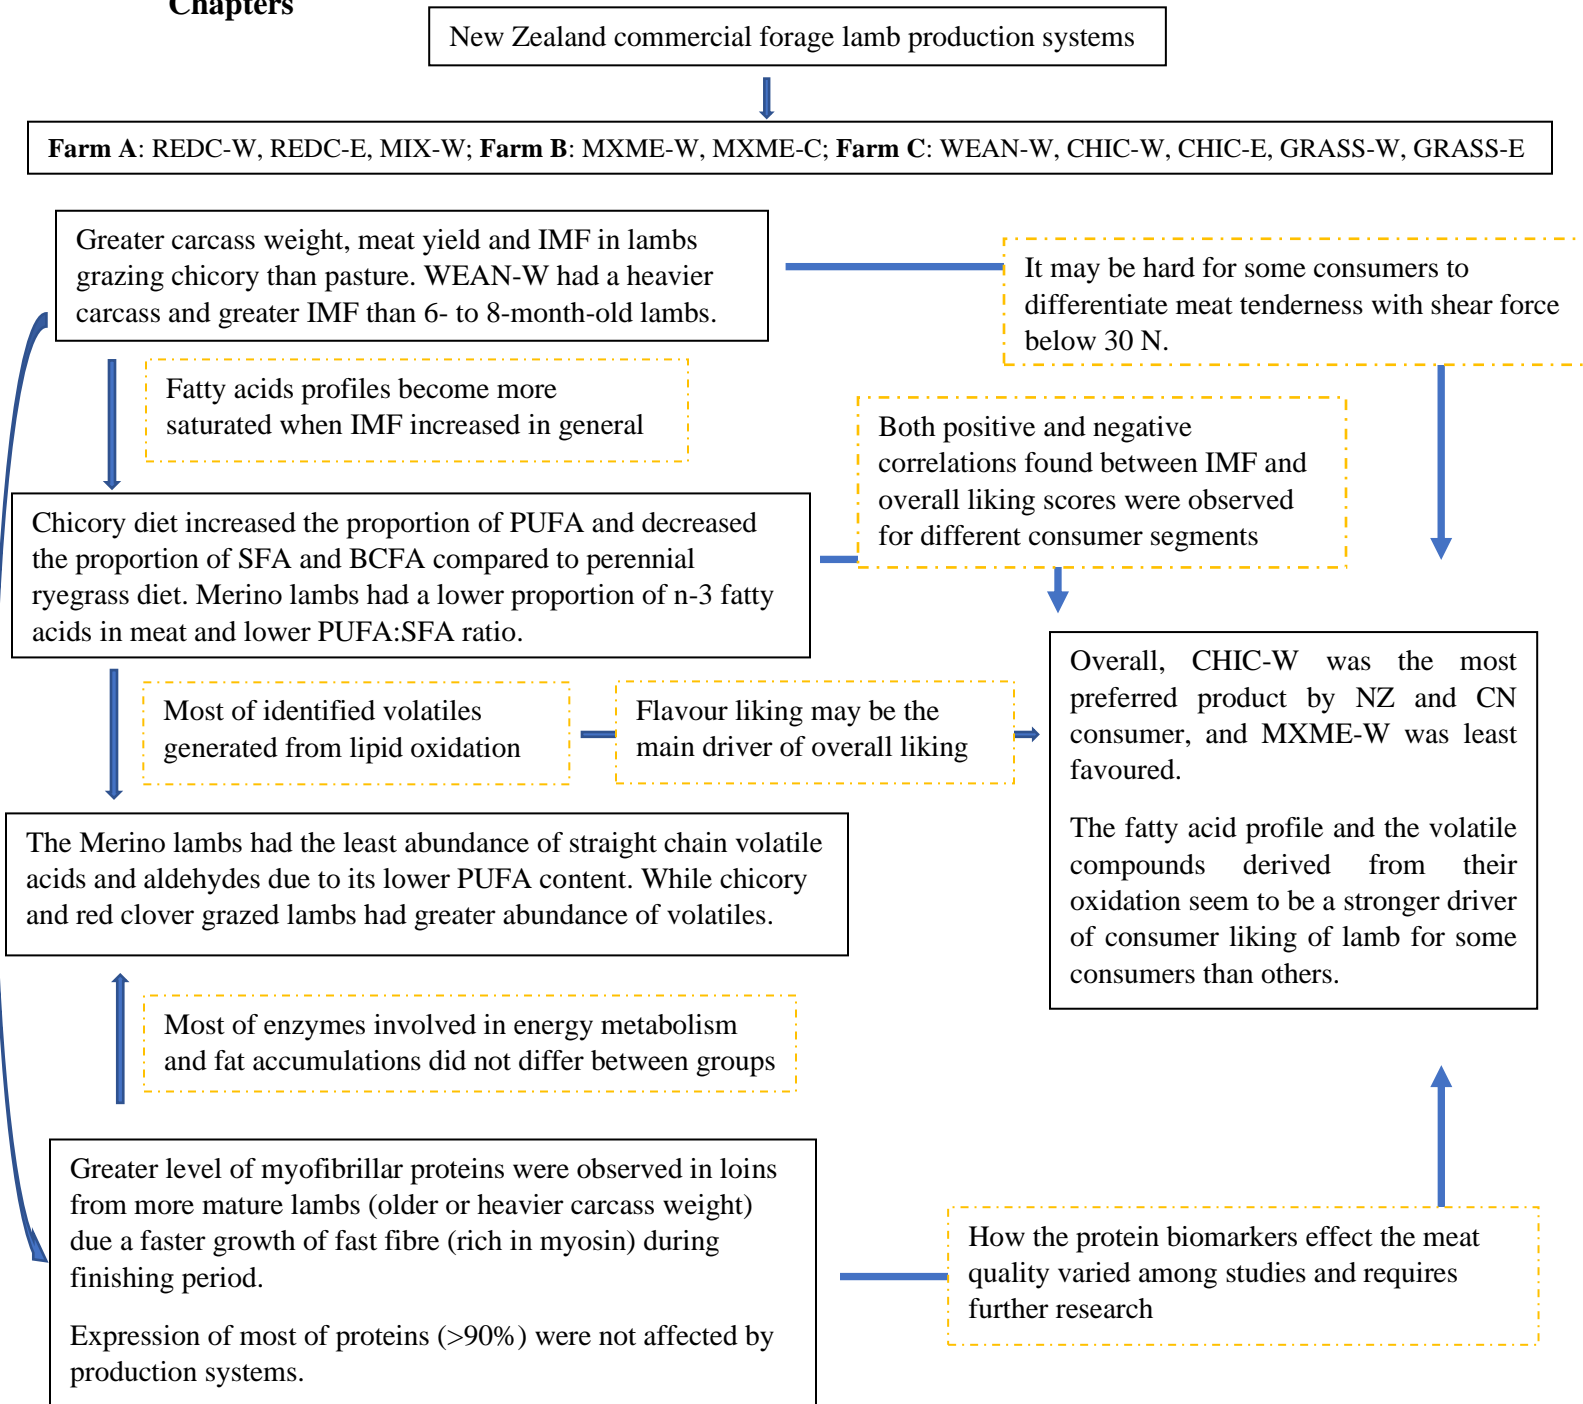 Chapters
New Zealand commercial forage lamb production systems
Farm A: REDC-W, REDC-E, MIX-W; Farm B: MXME-W, MXME-C; Farm C: WEAN-W, CHIC-W, CHIC-E, GRASS-W, GRASS-E
Greater carcass weight, meat yield and IMF in lambs
grazing chicory than pasture. WEAN-W had a heavier
carcass and greater IMF than 6- to 8-month-old lambs.
It may be hard for some consumers to
differentiate meat tenderness with shear force
below 30 N.
Fatty acids profiles become more
saturated when IMF increased in general
Both positive and negative
correlations found between IMF and
overall liking scores were observed
for different consumer segments
Chicory diet increased the proportion of PUFA and decreased
the proportion of SFA and BCFA compared to perennial
ryegrass diet. Merino lambs had a lower proportion of n-3 fatty
acids in meat and lower PUFA:SFA ratio.
Most of identified volatiles
generated from lipid oxidation
Flavour liking may be the
main driver of overall liking
Overall, CHIC-W was the most
preferred product by NZ and CN
consumer, and MXME-W was least
favoured.
The fatty acid profile and the volatile
compounds derived from their
oxidation seem to be a stronger driver
of consumer liking of lamb for some
consumers than others.
The Merino lambs had the least abundance of straight chain volatile
acids and aldehydes due to its lower PUFA content. While chicory
and red clover grazed lambs had greater abundance of volatiles.
Most of enzymes involved in energy metabolism
and fat accumulations did not differ between groups
Greater level of myofibrillar proteins were observed in loins
from more mature lambs (older or heavier carcass weight)
due a faster growth of fast fibre (rich in myosin) during
finishing period.
Expression of most of proteins (>90%) were not affected by
production systems.
How the protein biomarkers effect the meat
quality varied among studies and requires
further research